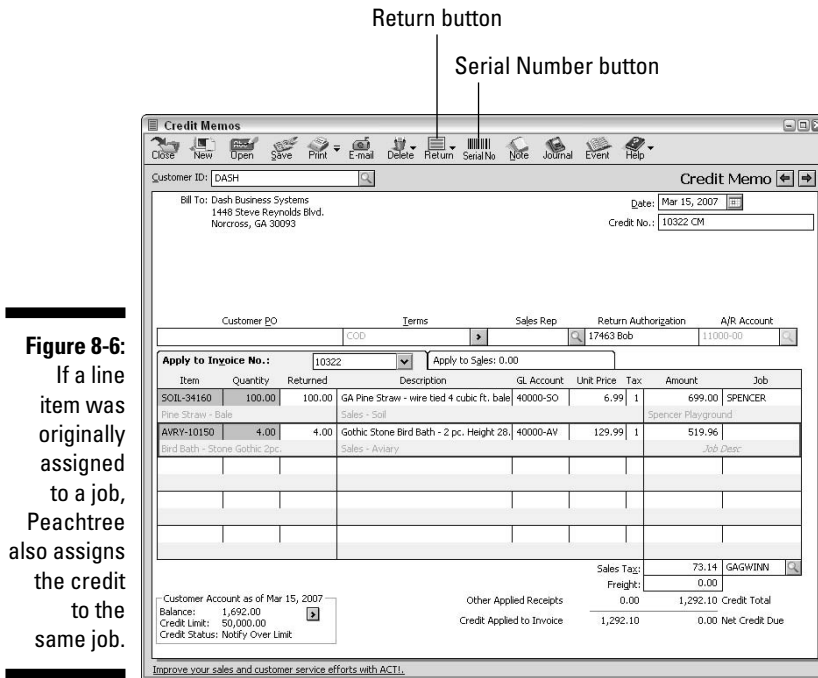 Return button
Serial Number button
Credit Memos
Close New Open Save Print E-mail Delete Return Serial No Note Journal Event Help
Customer ID: DASH
Credit Memo
Bill To: Dash Business Systems
1448 Steve Reynolds Blvd.
Norcross, GA 30093
Date: Mar 15, 2007
Credit No.: 10322 CM
Customer PO Terms Sales Rep Return Authorization A/R Account
COD 17463 Bob 11000-00
Apply to Invoice No.: 10322 Apply to Sales: 0.00
Item Quantity Returned Description GL Account Unit Price Tax Amount Job
SOIL-34160 100.00 100.00 GA Pine Straw - wire tied 4 cubic ft. bale 40000-SO 6.99 1 699.00 SPENCER
Pine Straw - Bale Sales - Soil Spencer Playground
AVRY-10150 4.00 4.00 Gothic Stone Bird Bath - 2 pc. Height 28. 40000-AV 129.99 1 519.96
Bird Bath - Stone Gothic 2pc. Sales - Aviary Job Desc
Sales Tax: 73.14 GAGWINN
Freight: 0.00
Customer Account as of Mar 15, 2007
Balance: 1,692.00
Credit Limit: 50,000.00
Credit Status: Notify Over Limit
Other Applied Receipts 0.00 1,292.10 Credit Total
Credit Applied to Invoice 1,292.10 0.00 Net Credit Due
Improve your sales and customer service efforts with ACT!.
Figure 8-6:
If a line
item was
originally
assigned
to a job,
Peachtree
also assigns
the credit
to the
same job.